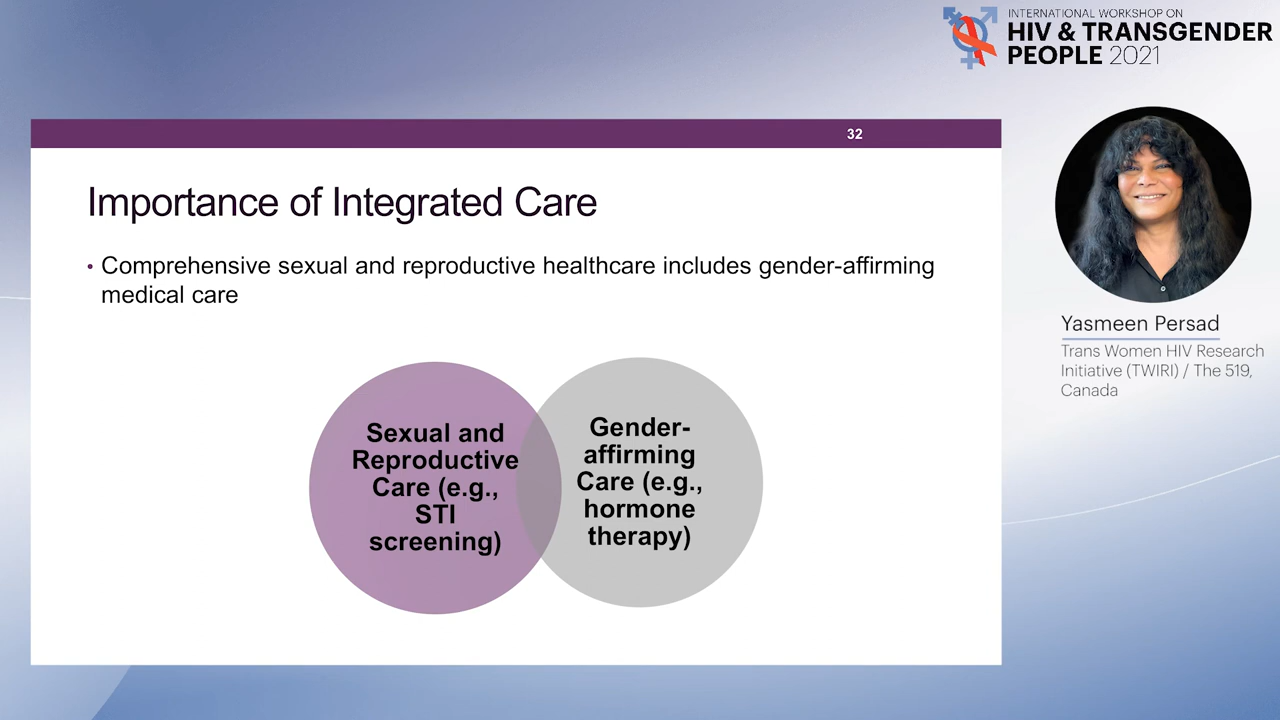 INTERNATIONAL WORKSHOP ON
HIV & TRANSGENDER
PEOPLE 2021
32
Importance of Integrated Care
• Comprehensive sexual and reproductive healthcare includes gender-affirming
medical care
Sexual and
Reproductive
Care (e.g.,
STI
screening)
Gender-
affirming
Care (e.g.,
hormone
therapy)
Yasmeen Persad
Trans Women HIV Research
Initiative (TWIRI) / The 519,
Canada